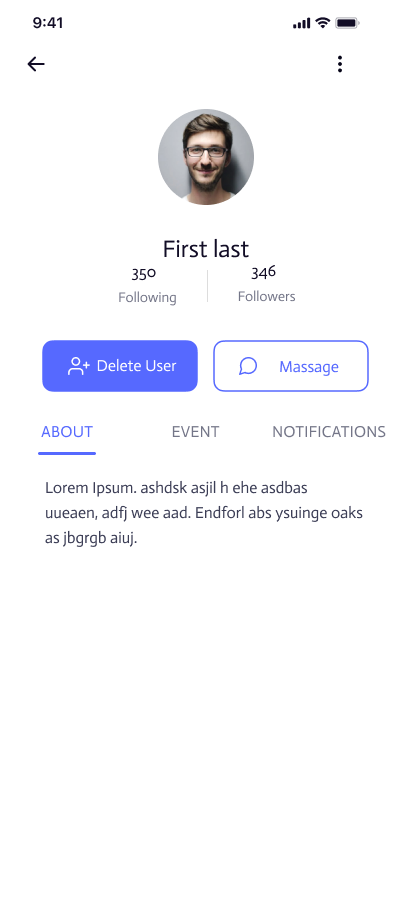 9:41
First last
350 346
Following Followers
Delete User Massage
ABOUT EVENT NOTIFICATIONS
Lorem Ipsum. ashdsk asjil h ehe asdbas
uueaen, adfj wee aad. Endforl abs ysuinge oaks
as jbgrgb aiuj.